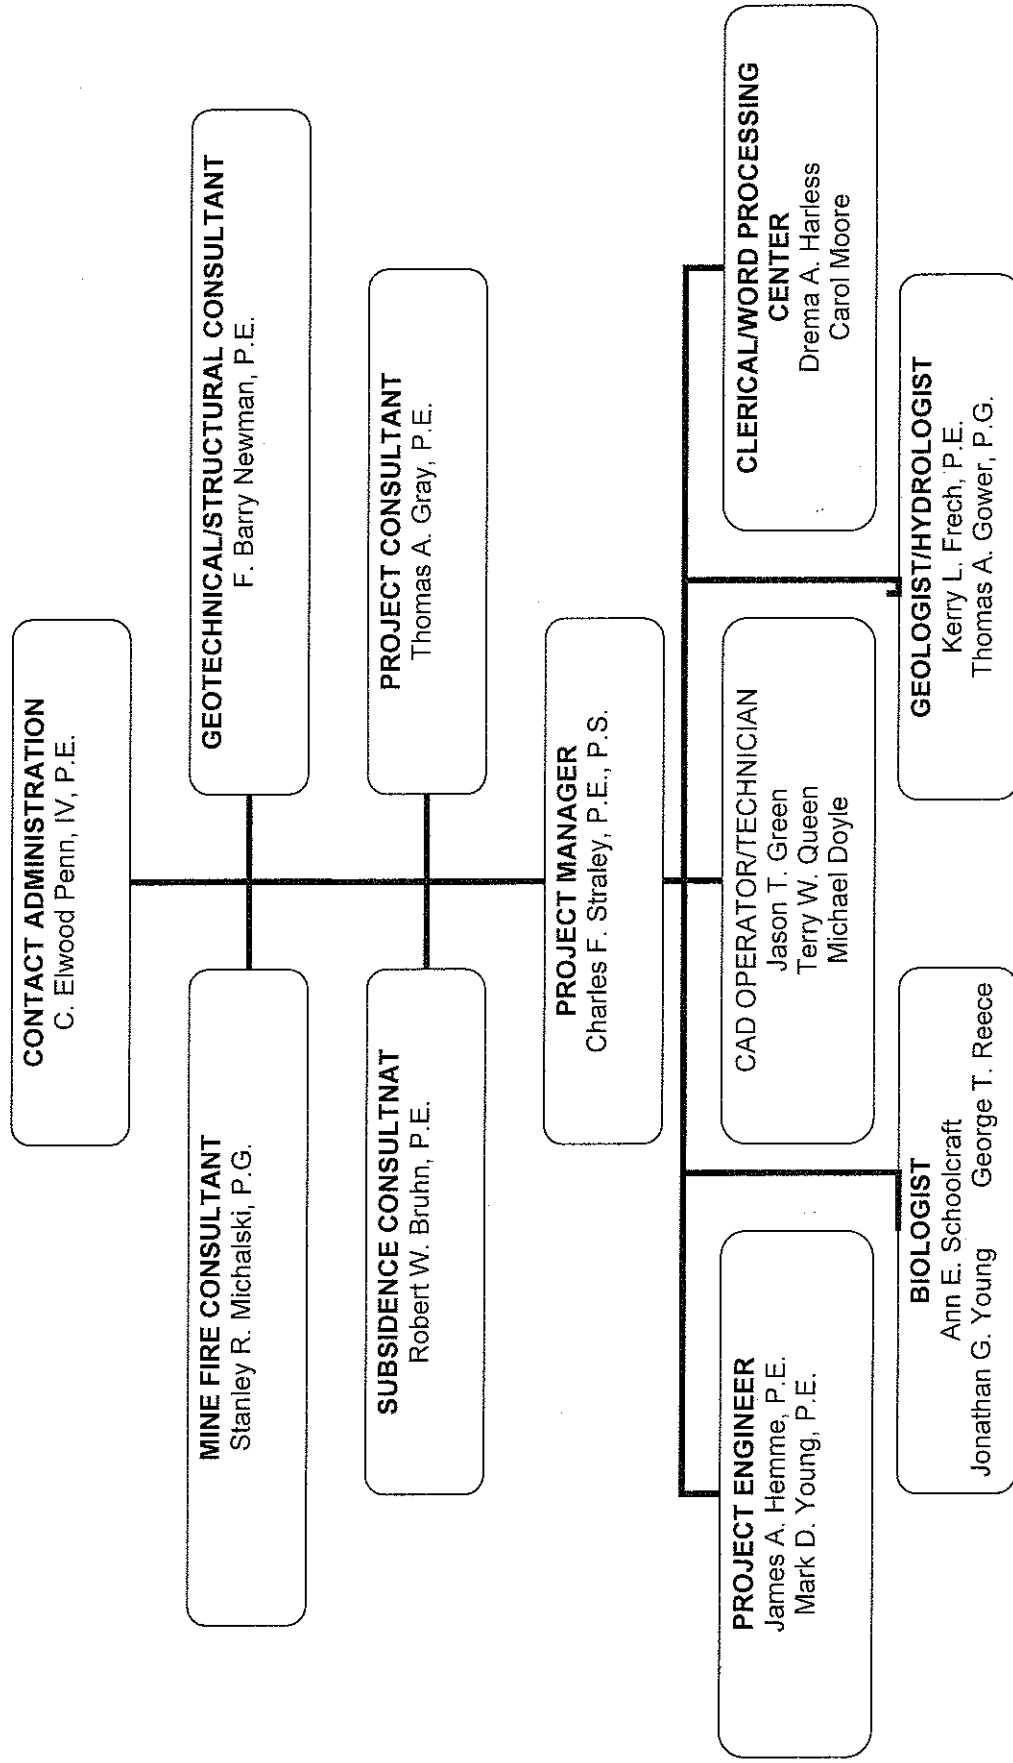 CONTACT ADMINISTRATION
C. Elwood Penn, IV, P.E.
MINE FIRE CONSULTANT
Stanley R. Michalski, P.G.
GEOTECHNICAL/STRUCTURAL CONSULTANT
F. Barry Newman, P.E.
SUBSIDENCE CONSULTNAT
Robert W. Bruhn, P.E.
PROJECT CONSULTANT
Thomas A. Gray, P.E.
PROJECT MANAGER
Charles F. Straley, P.E., P.S.
PROJECT ENGINEER
James A. Hemme, P.E.
Mark D. Young, P.E.
CAD OPERATOR/TECHNICIAN
Jason T. Green
Terry W. Queen
Michael Doyle
CLERICAL/WORD PROCESSING
CENTER
Drema A. Harless
Carol Moore
BIOLOGIST
Ann E. Schoolcraft
Jonathan G. Young George T. Reece
GEOLOGIST/HYDROLOGIST
Kerry L. Frech, P.E.
Thomas A. Gower, P.G.